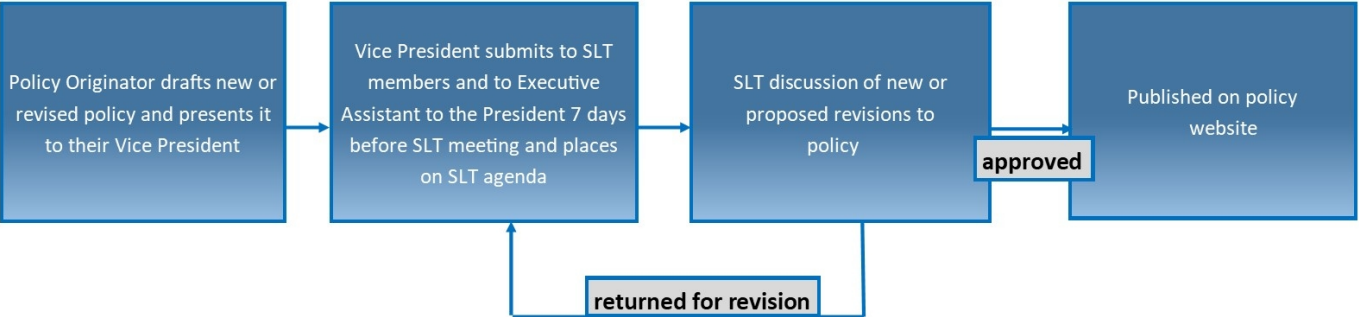 Policy Originator drafts new or
revised policy and presents it
to their Vice President
Vice President submits to SLT
members and to Executive
Assistant to the President 7 days
before SLT meeting and places
on SLT agenda
SLT discussion of new or
proposed revisions to
policy
approved
Published on policy
website
returned for revision